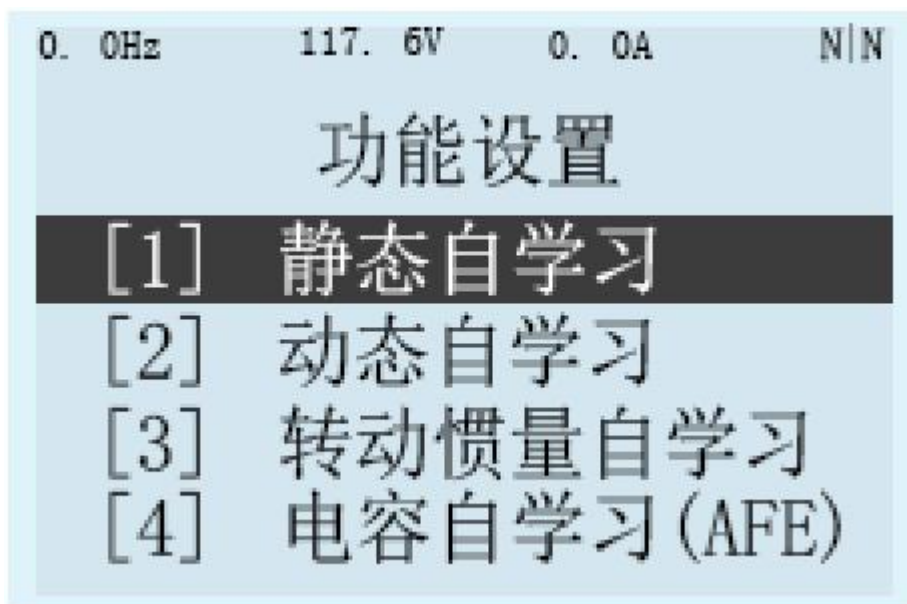 0. 0Hz 117. 6V 0. 0A N|N
功能设置
[1] 静态自学习
[2] 动态自学习
[3] 转动惯量自学习
[4] 电容自学习(AFE)